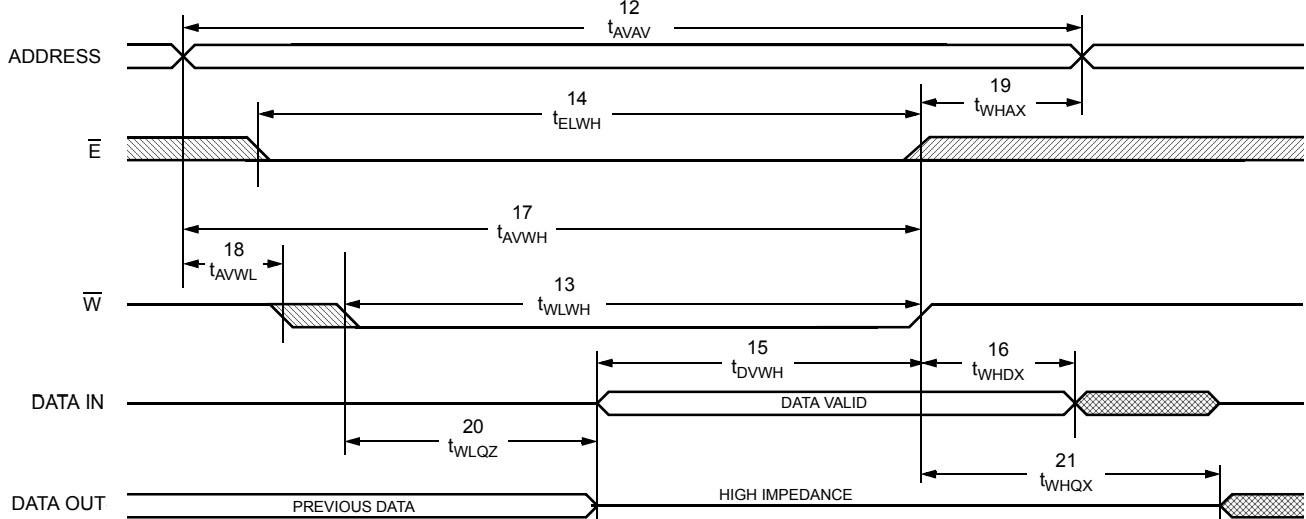 12
tAVAV
ADDRESS
14
tELWH
19
tWHAX
E̅
17
tAVWH
18
tAVWL
13
tWLWH
W̅
15
tDVWH
16
tWHDX
DATA IN
DATA VALID
20
tWLQZ
21
tWHQX
DATA OUT
PREVIOUS DATA
HIGH IMPEDANCE